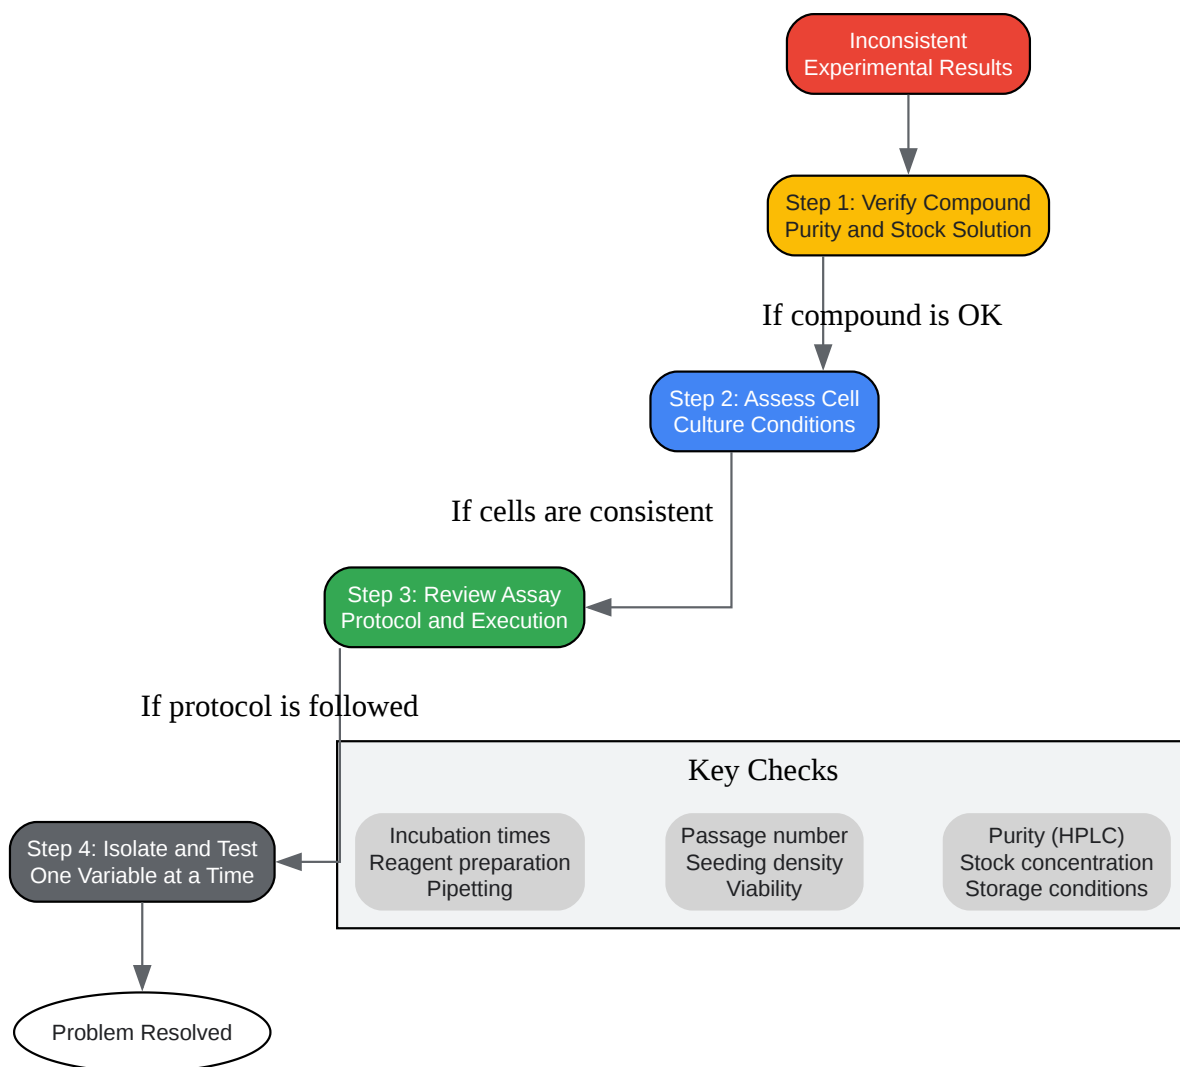 Inconsistent
Experimental Results
Step 1: Verify Compound
Purity and Stock Solution
If compound is OK
Step 2: Assess Cell
Culture Conditions
If cells are consistent
Step 3: Review Assay
Protocol and Execution
If protocol is followed
Key Checks
Step 4: Isolate and Test
One Variable at a Time
Incubation times
Reagent preparation
Pipetting
Passage number
Seeding density
Viability
Purity (HPLC)
Stock concentration
Storage conditions
Problem Resolved